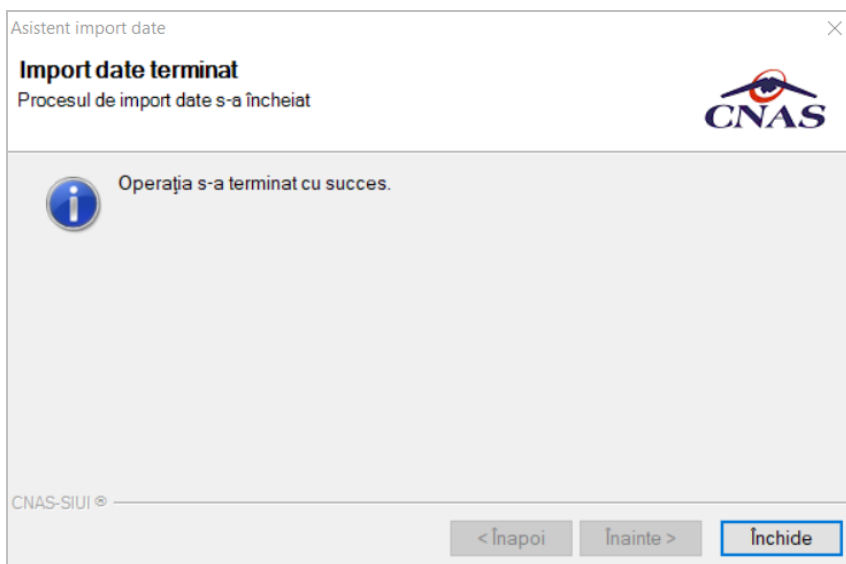 Asistent import date
Import date terminat
Procesul de import date s-a încheiat
CNAS
Operaţia s-a terminat cu succes.
CNAS-SIUI ®
< Înapoi
Înainte >
Închide